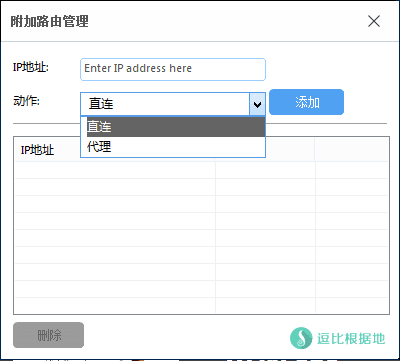 附加路由管理
IP地址:
Enter IP address here
动作:
直连
添加
直连
代理
IP地址
删除
逗比根据地